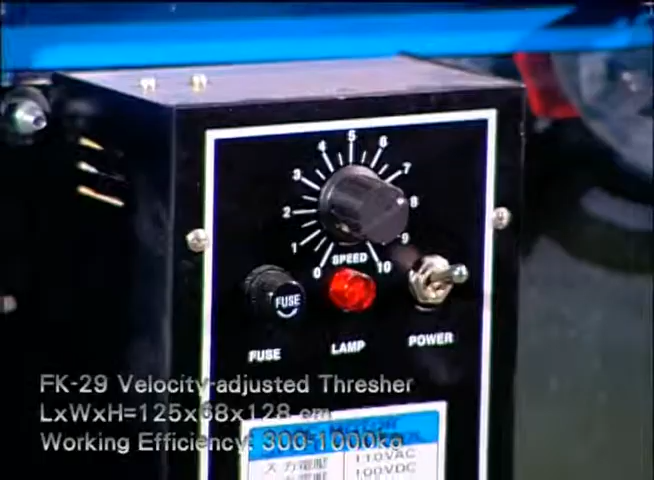 5
4 6
3 7
2 8
1 9
0 SPEED 10
FUSE
FUSE LAMP POWER
FK-29 Velocity-adjusted Thresher
LxWxH=125x68x128 cm
Working Efficiency: 300-1000kg
MOTOR
110VAC
100VDC